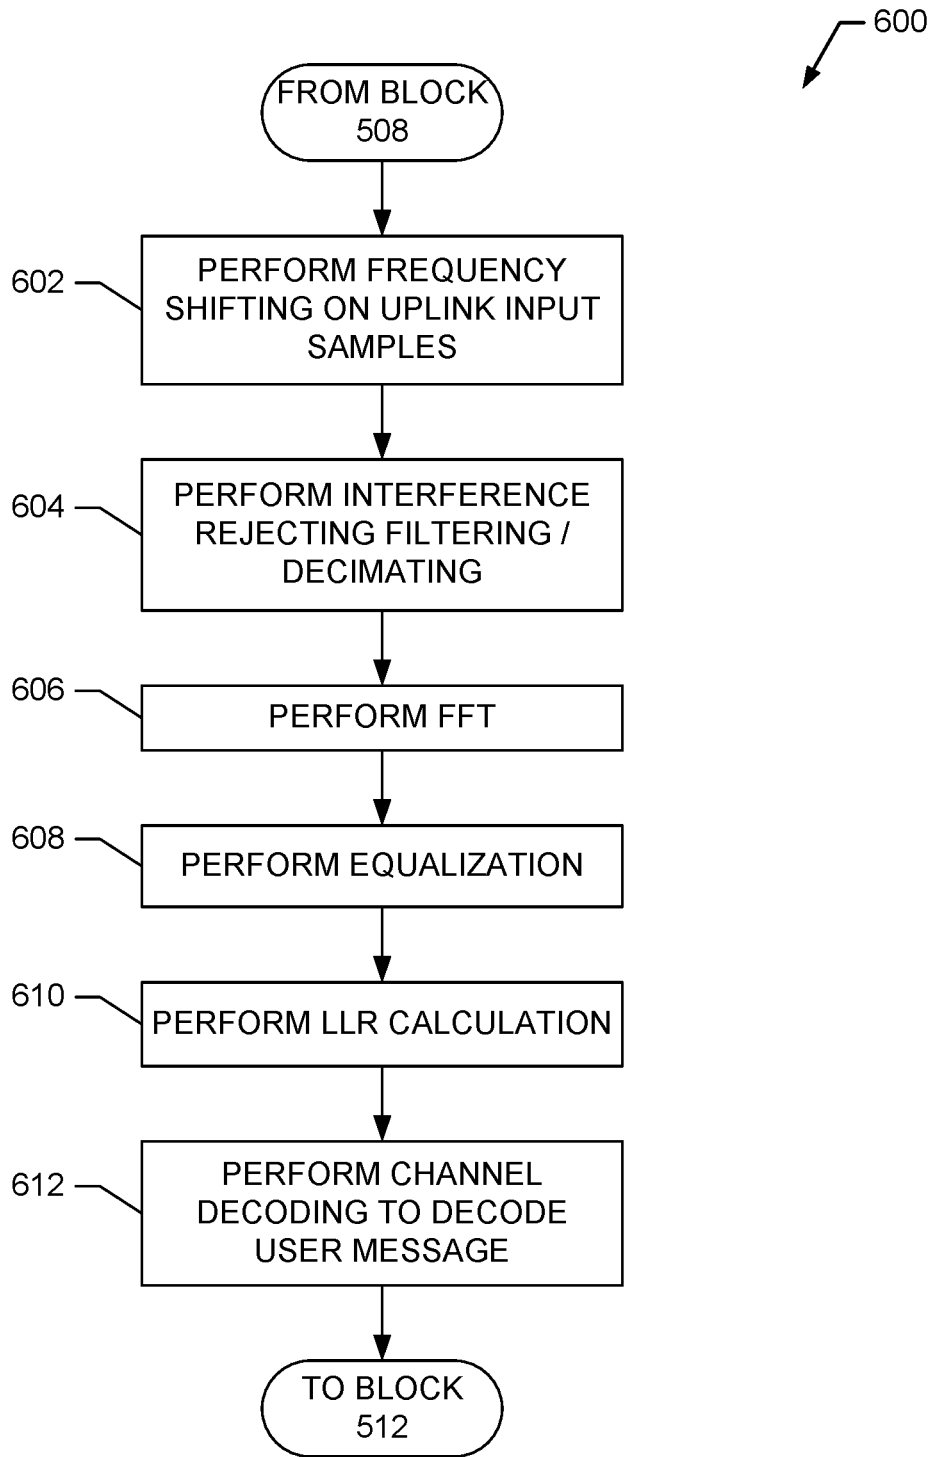 600
FROM BLOCK
508
602
PERFORM FREQUENCY
SHIFTING ON UPLINK INPUT
SAMPLES
604
PERFORM INTERFERENCE
REJECTING FILTERING /
DECIMATING
606
PERFORM FFT
608
PERFORM EQUALIZATION
610
PERFORM LLR CALCULATION
612
PERFORM CHANNEL
DECODING TO DECODE
USER MESSAGE
TO BLOCK
512